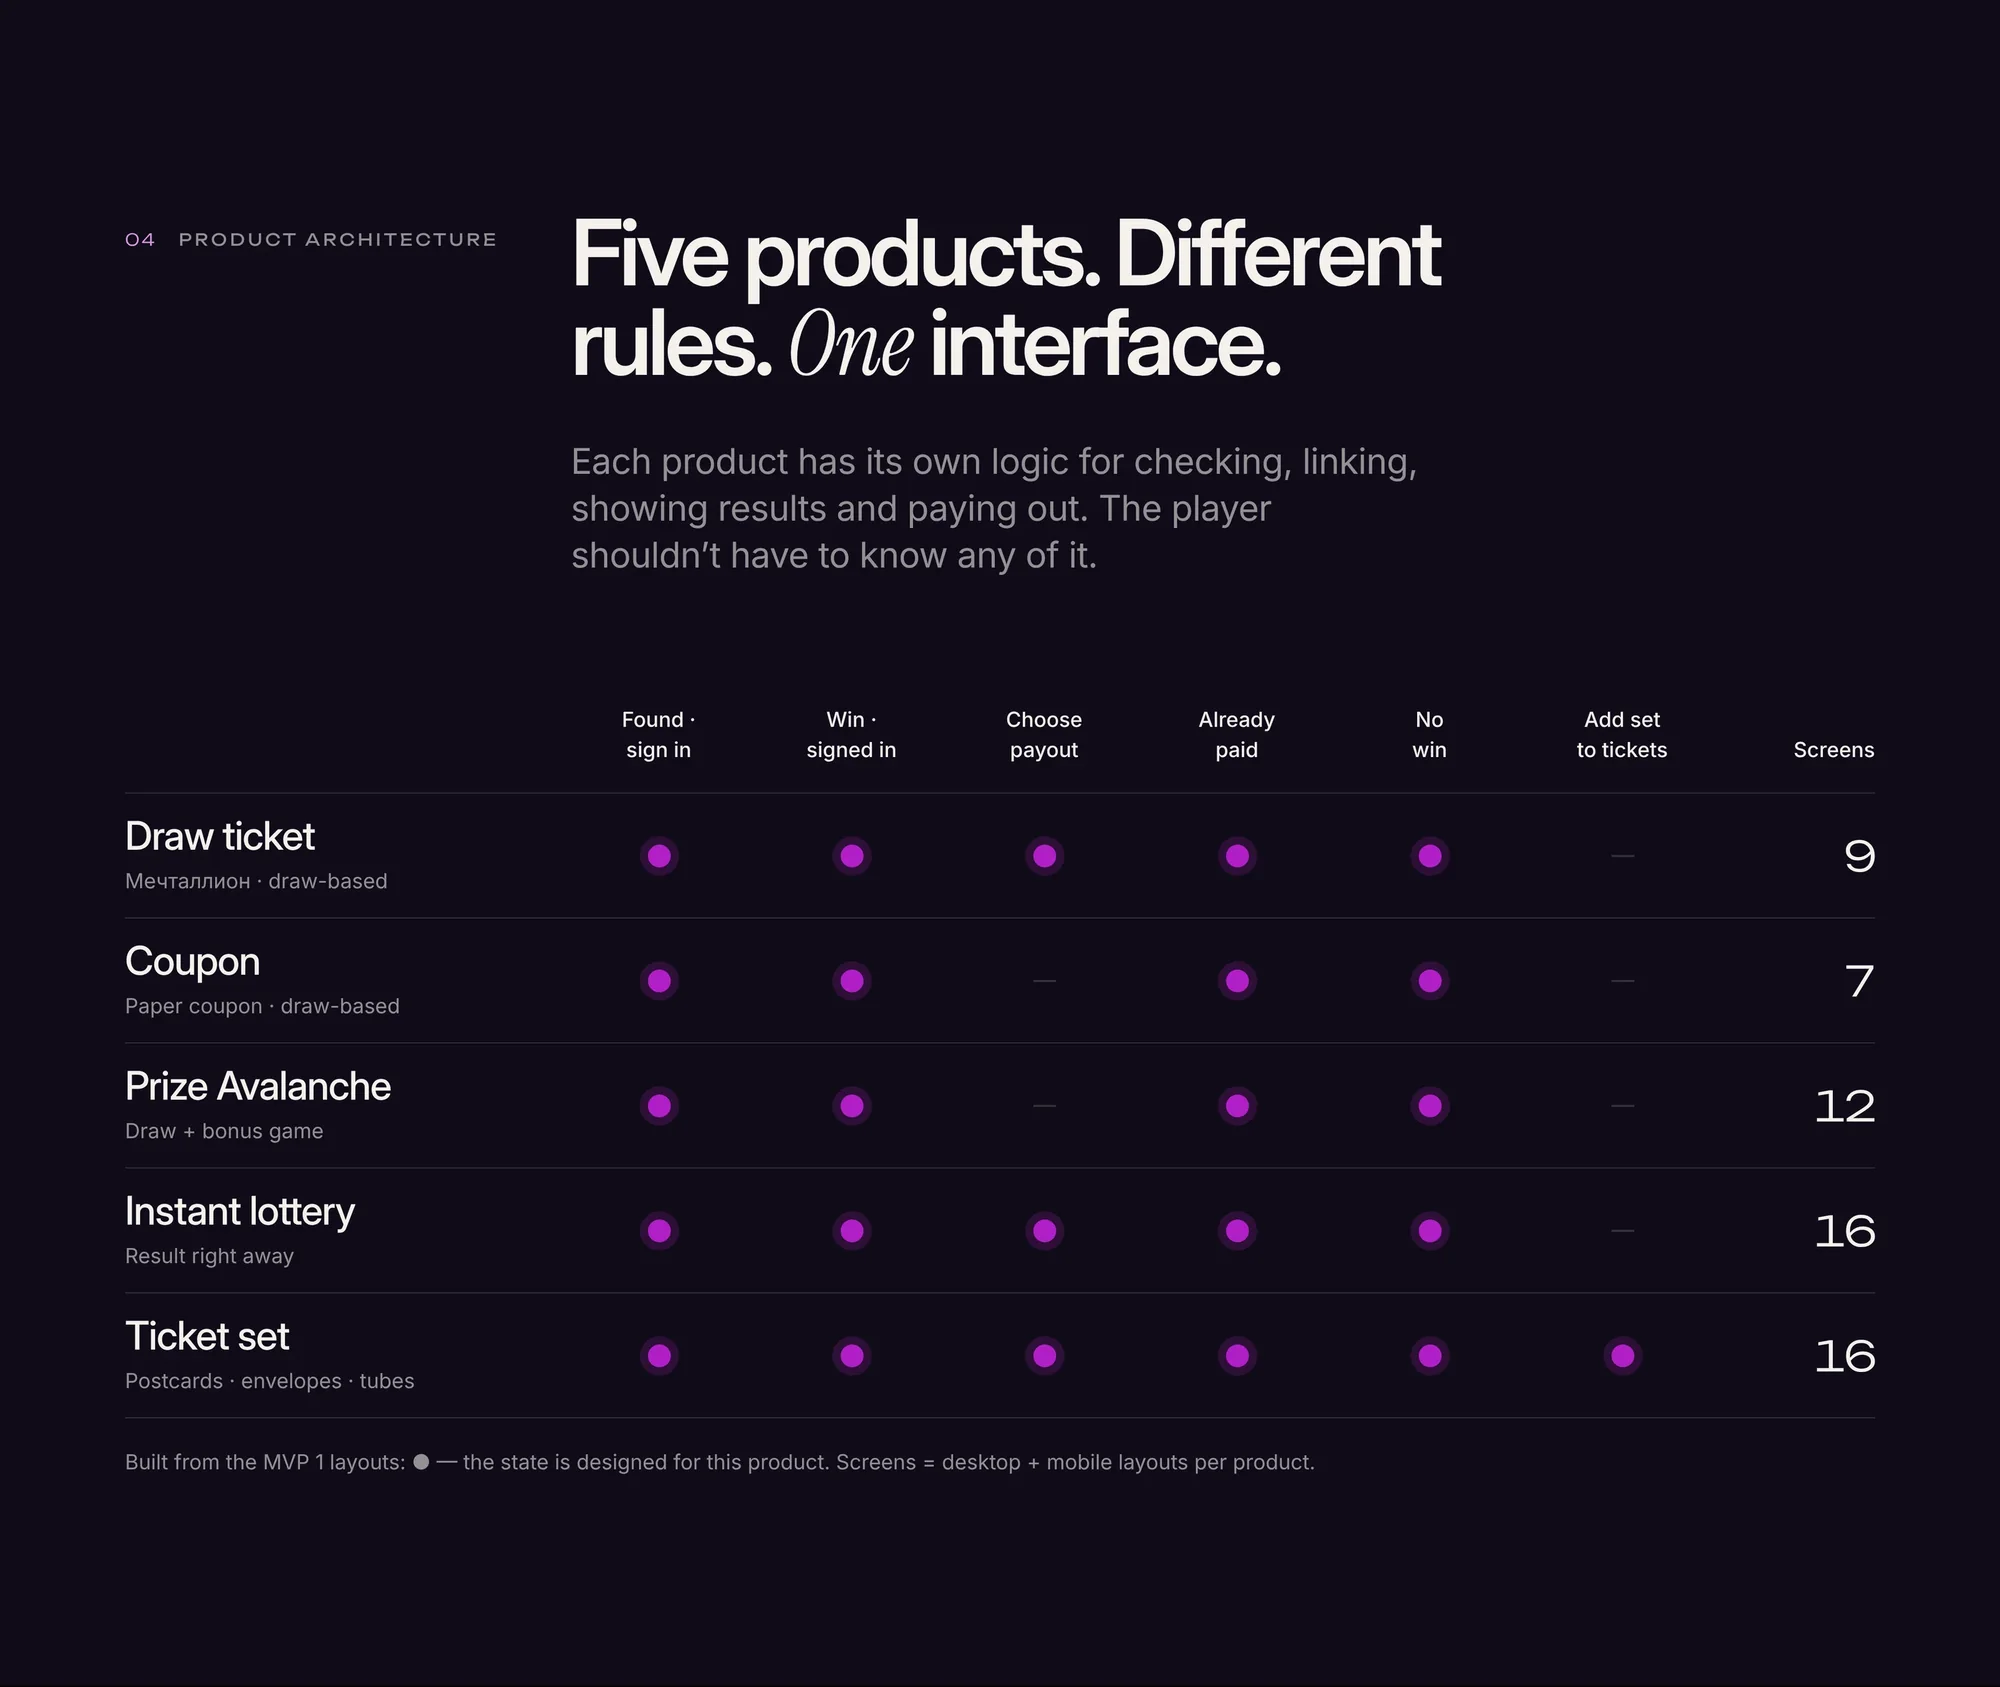 04 PRODUCT ARCHITECTURE
Five products. Different
rules. One interface.
Each product has its own logic for checking, linking,
showing results and paying out. The player
shouldn’t have to know any of it.
Found · Win · Choose Already No Add set
sign in signed in payout paid win to tickets Screens
Draw ticket
Мечталлион · draw-based
— 9
Coupon
Paper coupon · draw-based
— — 7
Prize Avalanche
Draw + bonus game
— — 12
Instant lottery
Result right away
— 16
Ticket set
Postcards · envelopes · tubes
16
Built from the MVP 1 layouts: ● — the state is designed for this product. Screens = desktop + mobile layouts per product.